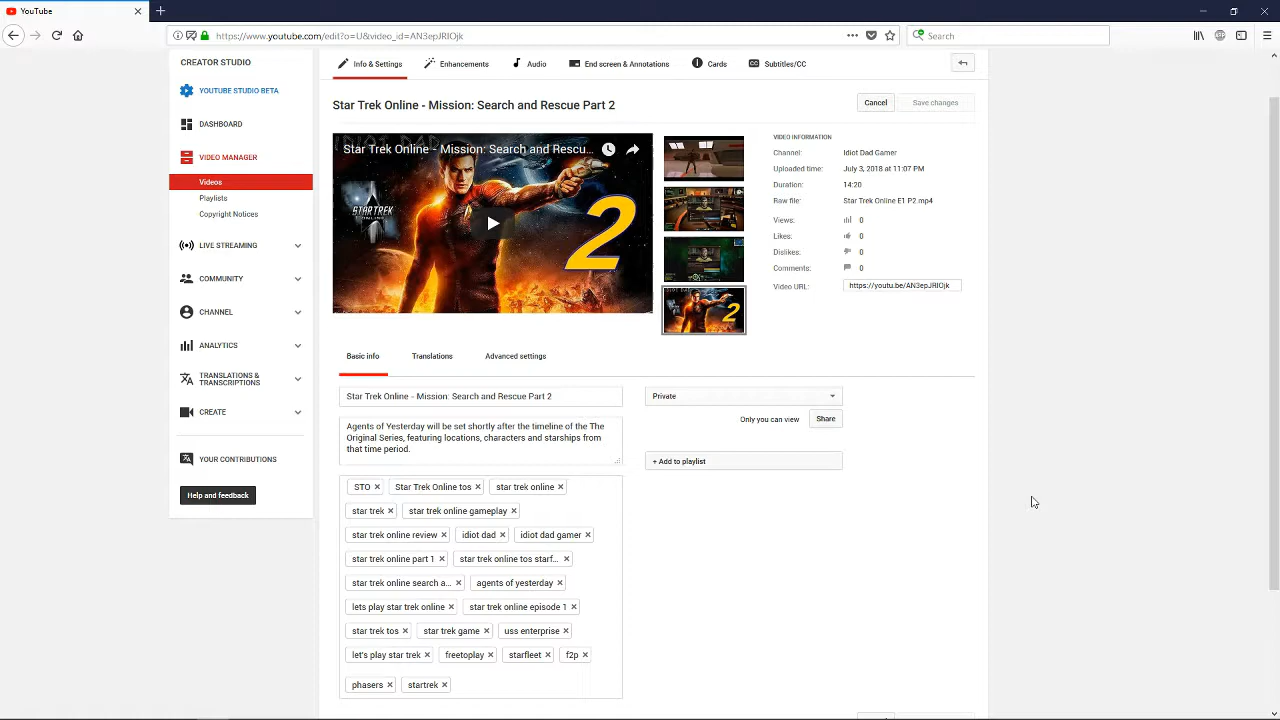 YouTube
https://www.youtube.com/edit?o=U&video_id=AN3epJRIOjk
Search
CREATOR STUDIO
YOUTUBE STUDIO BETA
DASHBOARD
VIDEO MANAGER
Videos
Playlists
Copyright Notices
LIVE STREAMING
COMMUNITY
CHANNEL
ANALYTICS
TRANSLATIONS &
TRANSCRIPTIONS
CREATE
YOUR CONTRIBUTIONS
Help and feedback
Info & Settings
Enhancements
Audio
End screen & Annotations
Cards
Subtitles/CC
Star Trek Online - Mission: Search and Rescue Part 2
Cancel
Save changes
IDIOT DAD
Star Trek Online - Mission: Search and Rescu...
STAR TREK
ONLINE
2
2
VIDEO INFORMATION
Channel: Idiot Dad Gamer
Uploaded time: July 3, 2018 at 11:07 PM
Duration: 14:20
Raw file: Star Trek Online E1 P2.mp4
Views: 0
Likes: 0
Dislikes: 0
Comments: 0
Video URL: https://youtu.be/AN3epJRIOjk
Basic info
Translations
Advanced settings
Star Trek Online - Mission: Search and Rescue Part 2
Agents of Yesterday will be set shortly after the timeline of the The
Original Series, featuring locations, characters and starships from
that time period.
STO × Star Trek Online tos × star trek online ×
star trek × star trek online gameplay ×
star trek online review × idiot dad × idiot dad gamer ×
star trek online part 1 × star trek online tos starf... ×
star trek online search a... × agents of yesterday ×
lets play star trek online × star trek online episode 1 ×
star trek tos × star trek game × uss enterprise ×
let's play star trek × freetoplay × starfleet × f2p ×
phasers × startrek ×
Private
Only you can view
Share
+ Add to playlist